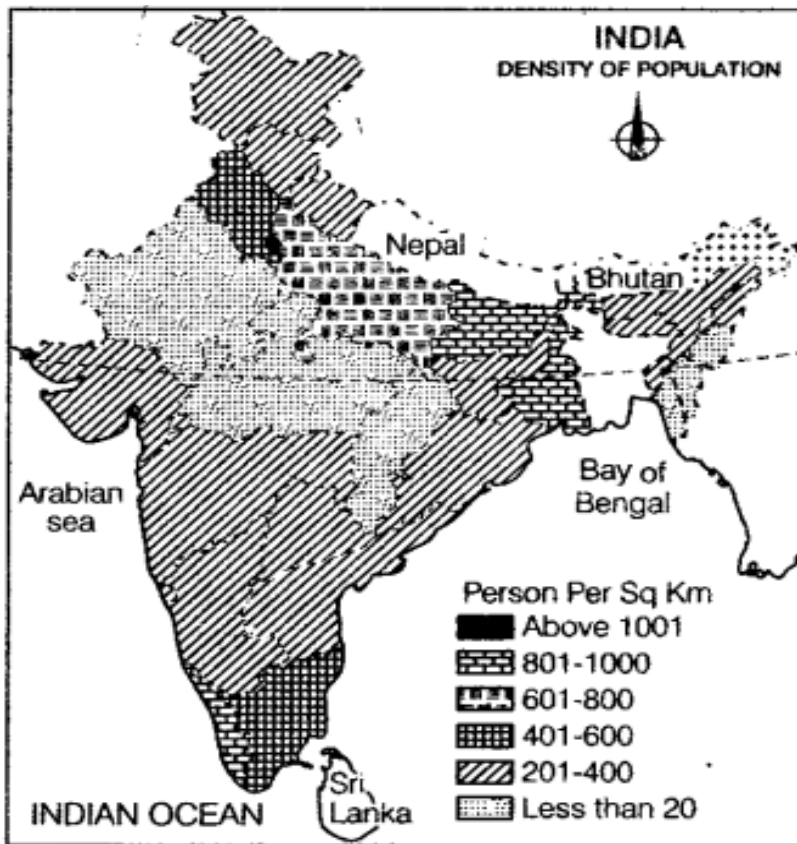 INDIA
DENSITY OF POPULATION
Nepal
Bhutan
Arabian
sea
Bay of
Bengal
Person Per Sq Km
Above 1001
801-1000
601-800
401-600
201-400
Less than 20
Sri
Lanka
INDIAN OCEAN